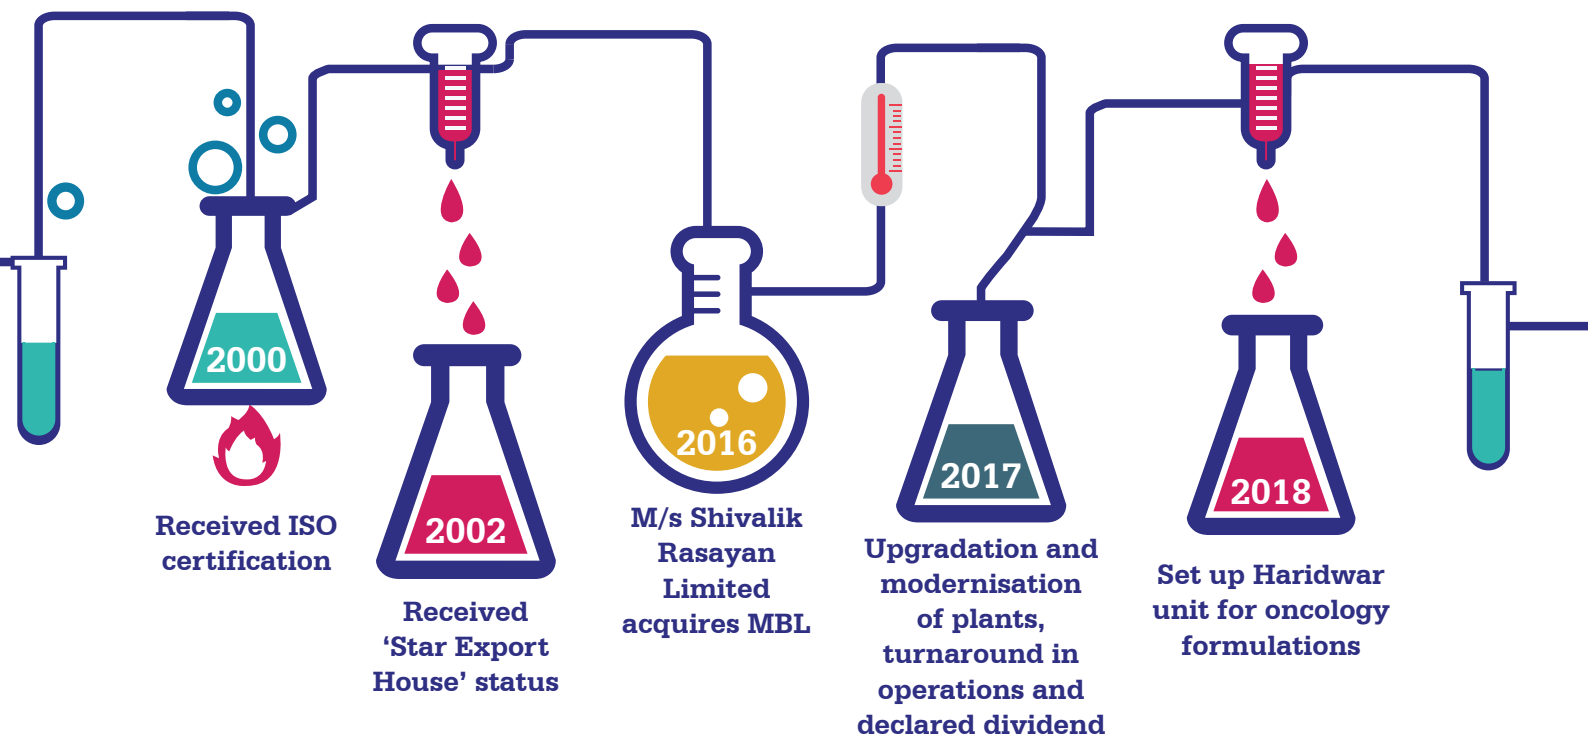 2000
Received ISO
certification
2002
Received
‘Star Export
House’ status
2016
M/s Shivalik
Rasayan
Limited
acquires MBL
2017
Upgradation and
modernisation
of plants,
turnaround in
operations and
declared dividend
2018
Set up Haridwar
unit for oncology
formulations